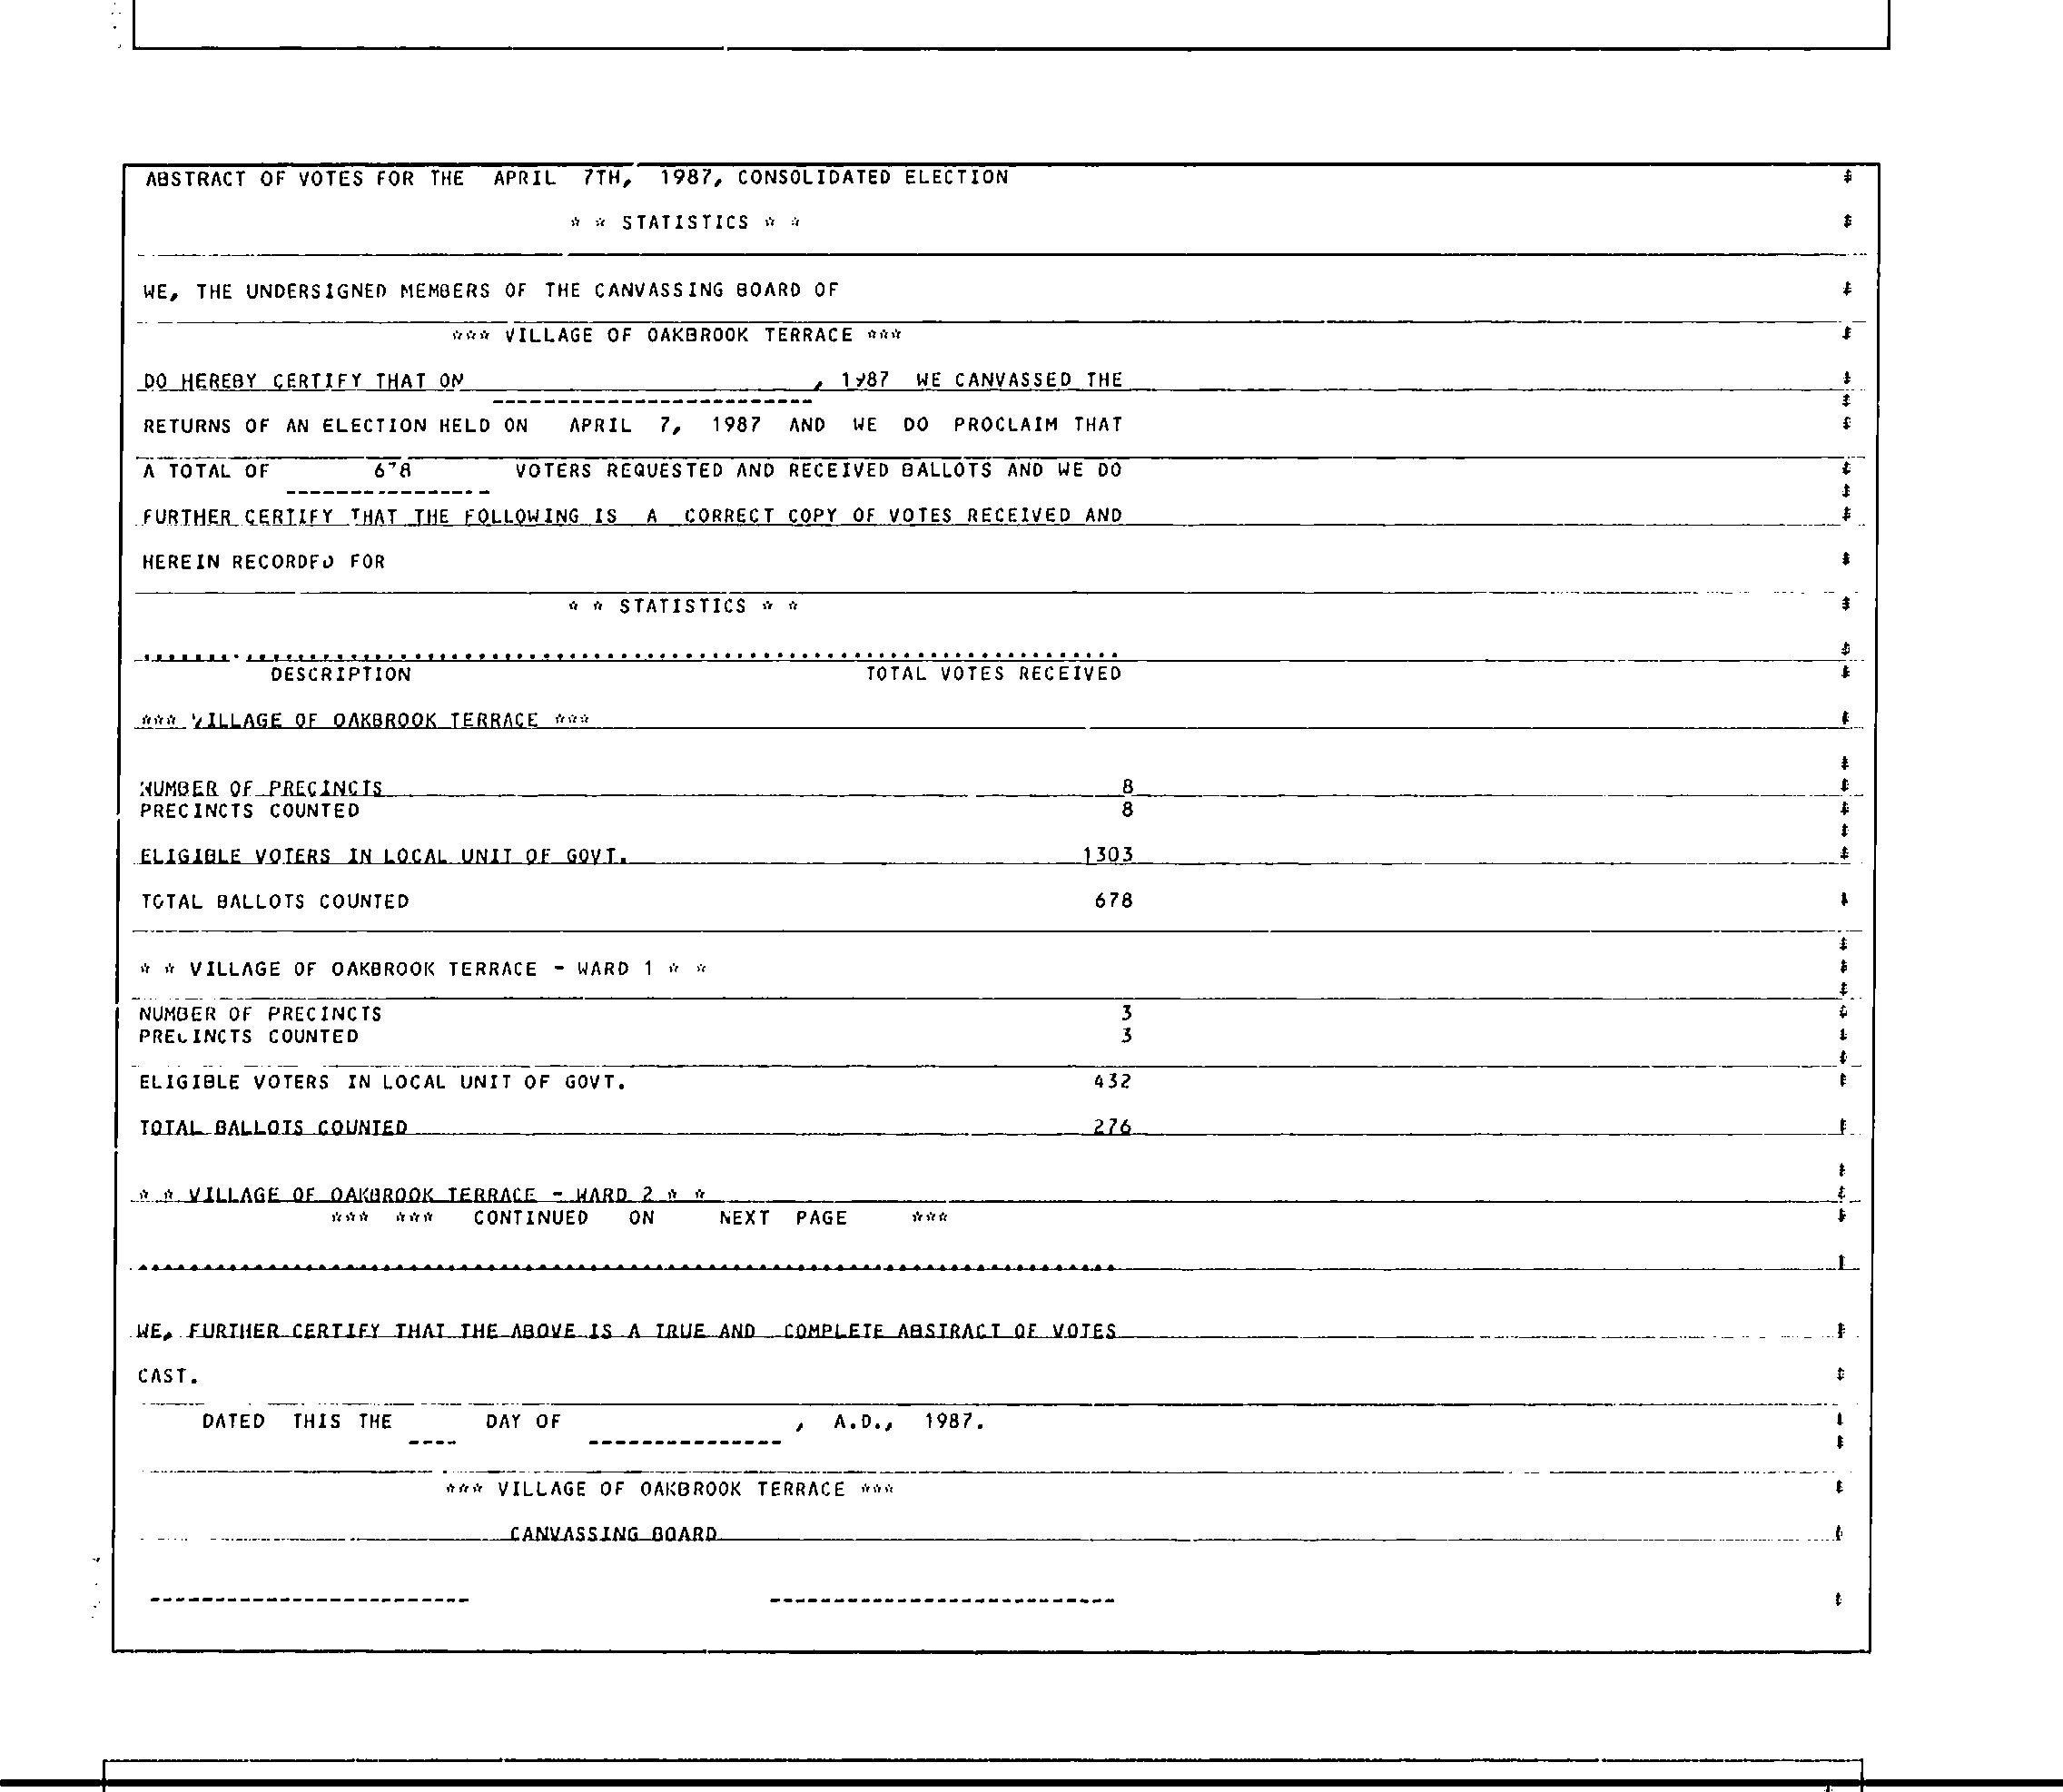 ABSTRACT OF VOTES FOR THE APRIL 7TH, 1987, CONSOLIDATED ELECTION
* * STATISTICS * *
WE, THE UNDERSIGNED MEMBERS OF THE CANVASSING BOARD OF
*** VILLAGE OF OAKBROOK TERRACE ***
DO HEREBY CERTIFY THAT ON , 1987 WE CANVASSED THE
RETURNS OF AN ELECTION HELD ON APRIL 7, 1987 AND WE DO PROCLAIM THAT
A TOTAL OF 678 VOTERS REQUESTED AND RECEIVED BALLOTS AND WE DO
FURTHER CERTIFY THAT THE FOLLOWING IS A CORRECT COPY OF VOTES RECEIVED AND
HEREIN RECORDED FOR
* * STATISTICS * *
DESCRIPTION TOTAL VOTES RECEIVED
*** VILLAGE OF OAKBROOK TERRACE ***
NUMBER OF PRECINCTS 8
PRECINCTS COUNTED 8
ELIGIBLE VOTERS IN LOCAL UNIT OF GOVT. 1303
TOTAL BALLOTS COUNTED 678
* * VILLAGE OF OAKBROOK TERRACE - WARD 1 * *
NUMBER OF PRECINCTS 3
PRECINCTS COUNTED 3
ELIGIBLE VOTERS IN LOCAL UNIT OF GOVT. 432
TOTAL BALLOTS COUNTED 276
* * VILLAGE OF OAKBROOK TERRACE - WARD 2 * *
*** *** CONTINUED ON NEXT PAGE ***
WE, FURTHER CERTIFY THAT THE ABOVE IS A TRUE AND COMPLETE ABSTRACT OF VOTES
CAST.
DATED THIS THE ---- DAY OF --------------- , A.D., 1987.
*** VILLAGE OF OAKBROOK TERRACE ***
CANVASSING BOARD